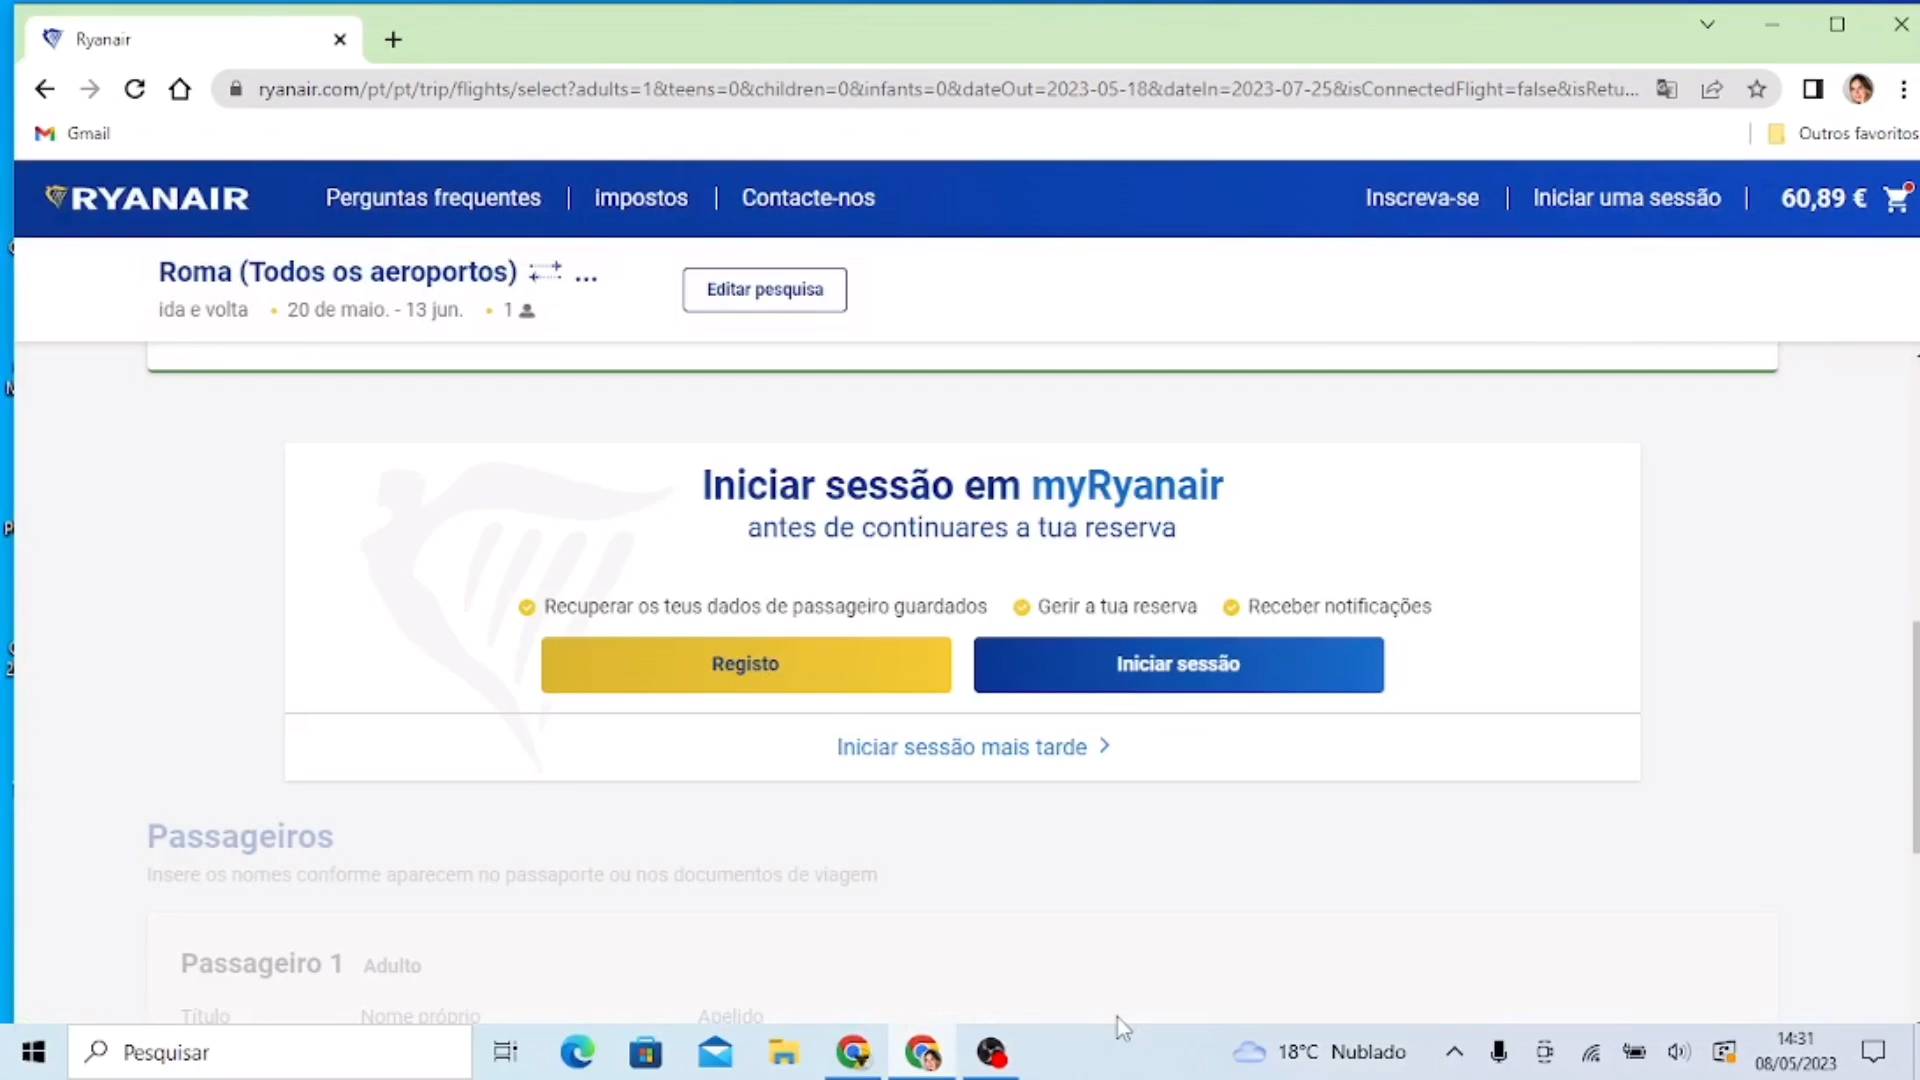 Ryanair
ryanair.com/pt/pt/trip/flights/select?adults=1&teens=0&children=0&infants=0&dateOut=2023-05-18&dateIn=2023-07-25&isConnectedFlight=false&isRetu...
Gmail
Outros favoritos
RYANAIR
Perguntas frequentes
impostos
Contacte-nos
Inscreva-se
Iniciar uma sessão
60,89 €
Roma (Todos os aeroportos) ...
ida e volta • 20 de maio. - 13 jun. • 1
Editar pesquisa
Iniciar sessão em myRyanair
antes de continuares a tua reserva
Recuperar os teus dados de passageiro guardados
Gerir a tua reserva
Receber notificações
Registo
Iniciar sessão
Iniciar sessão mais tarde
Passageiros
Insere os nomes conforme aparecem no passaporte ou nos documentos de viagem
Passageiro 1 Adulto
Título
Nome próprio
Apelido
Pesquisar
18°C Nublado
14:31
08/05/2023